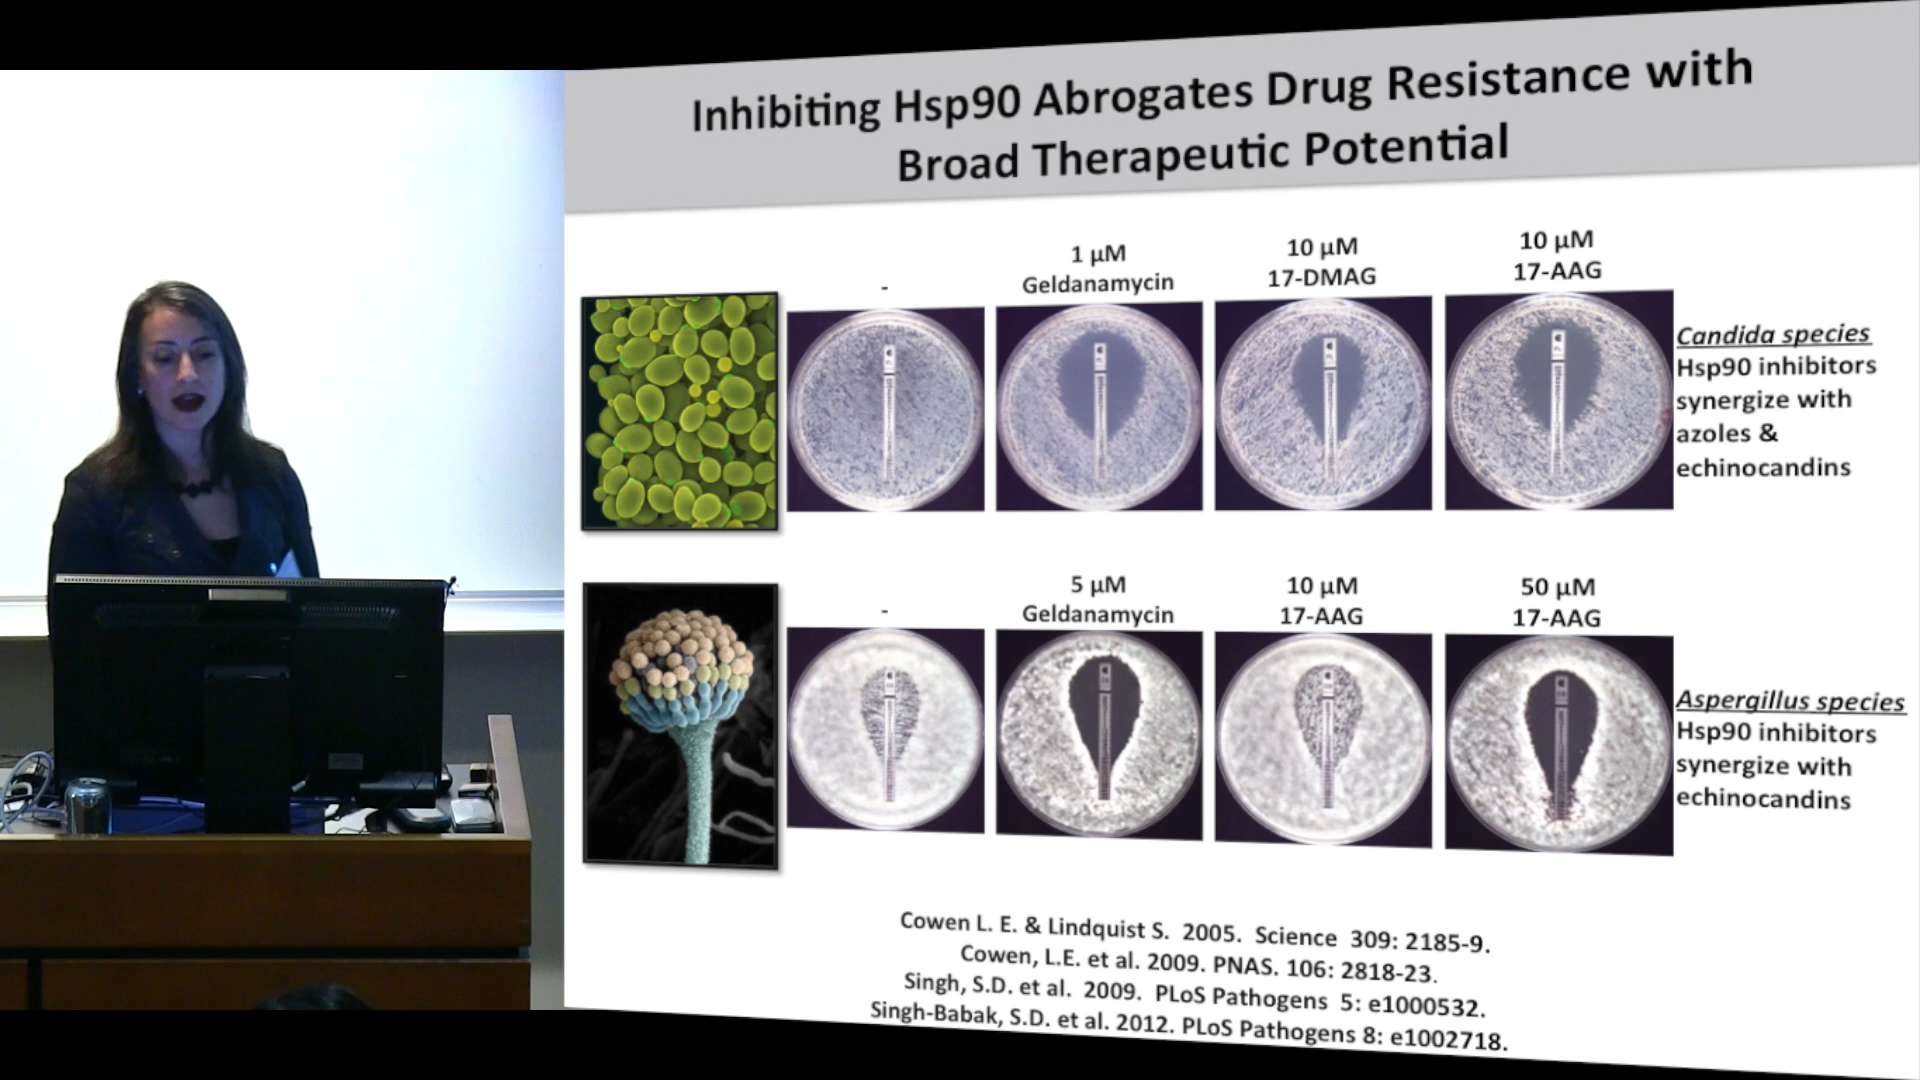 Inhibiting Hsp90 Abrogates Drug Resistance with
Broad Therapeutic Potential
-
1 µM
Geldanamycin
10 µM
17-DMAG
10 µM
17-AAG
Candida species
Hsp90 inhibitors
synergize with
azoles &
echinocandins
-
5 µM
Geldanamycin
10 µM
17-AAG
50 µM
17-AAG
Aspergillus species
Hsp90 inhibitors
synergize with
echinocandins
Cowen L. E. & Lindquist S. 2005. Science 309: 2185-9.
Cowen, L.E. et al. 2009. PNAS. 106: 2818-23.
Singh, S.D. et al. 2009. PLoS Pathogens 5: e1000532.
Singh-Babak, S.D. et al. 2012. PLoS Pathogens 8: e1002718.